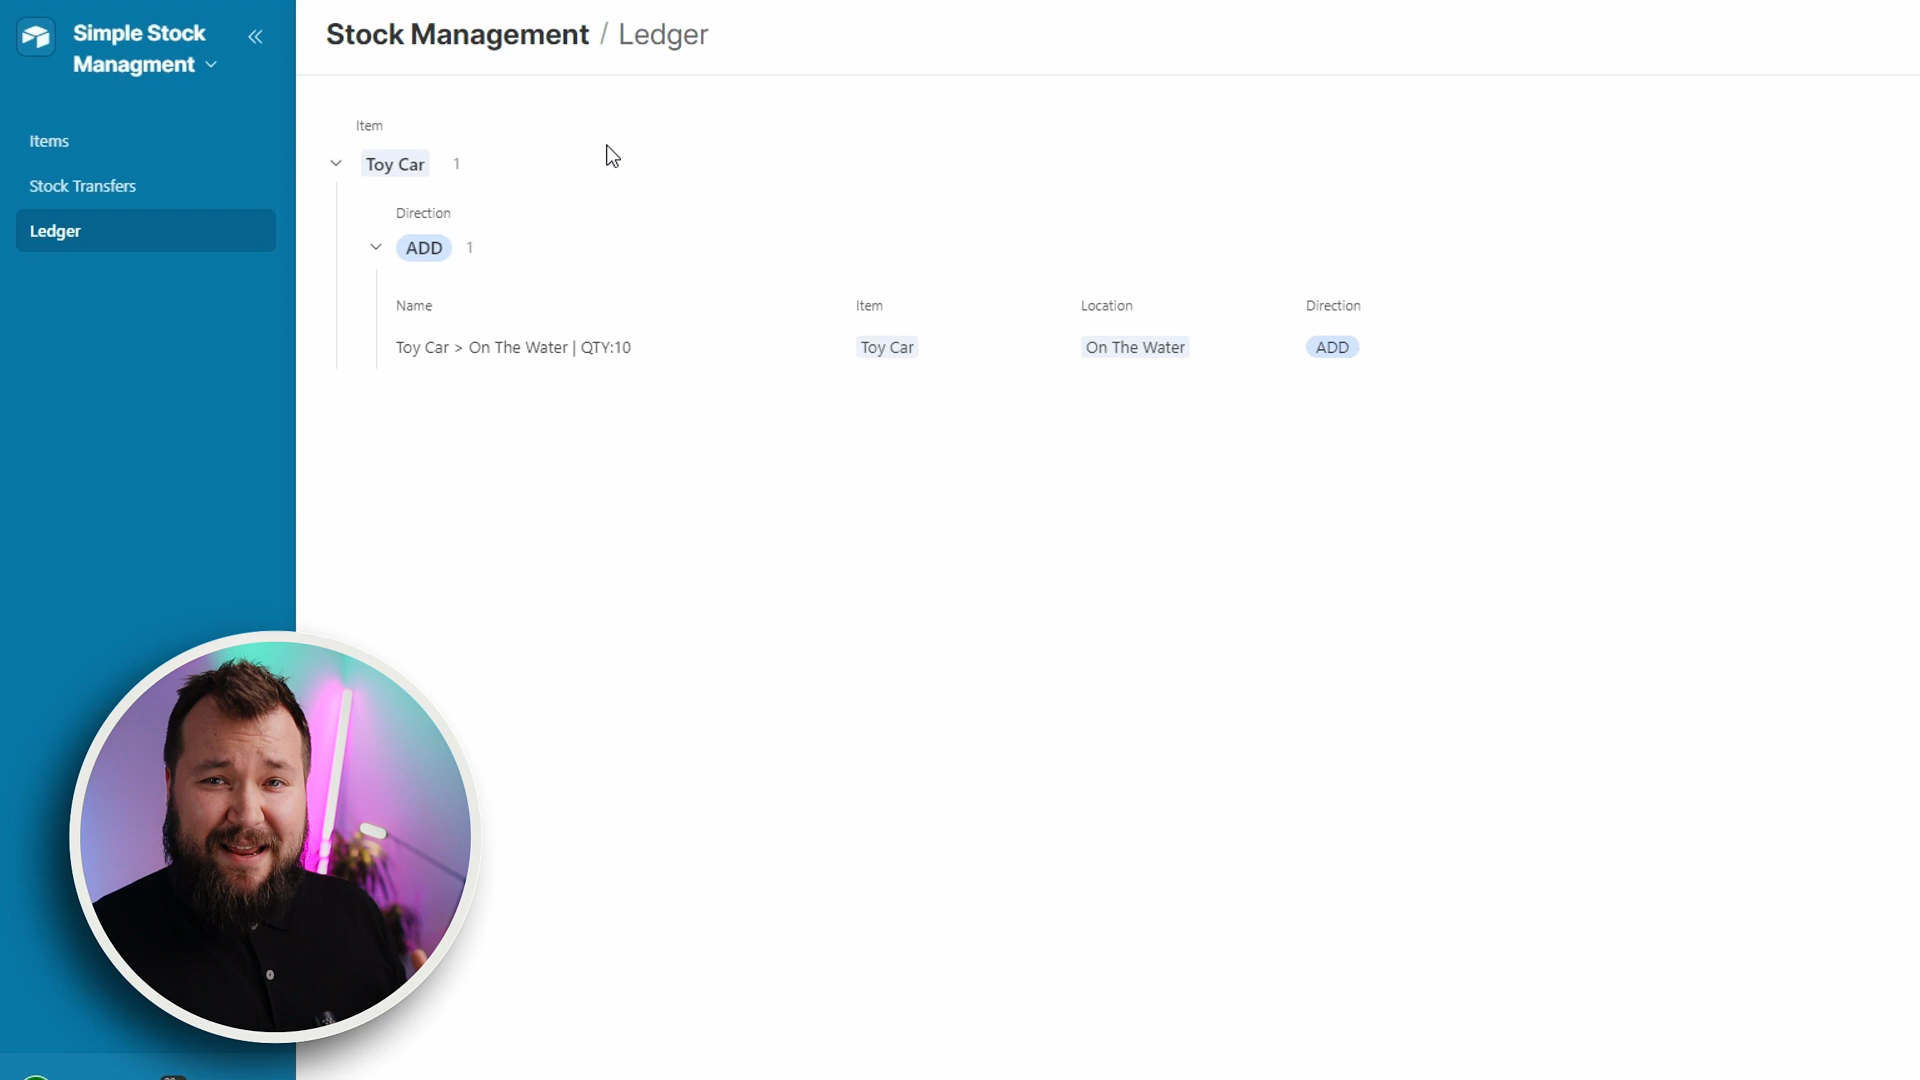 Simple Stock
Managment
Items
Stock Transfers
Ledger
Stock Management / Ledger
Item
Toy Car 1
Direction
ADD 1
Name Item Location Direction
Toy Car > On The Water | QTY:10 Toy Car On The Water ADD